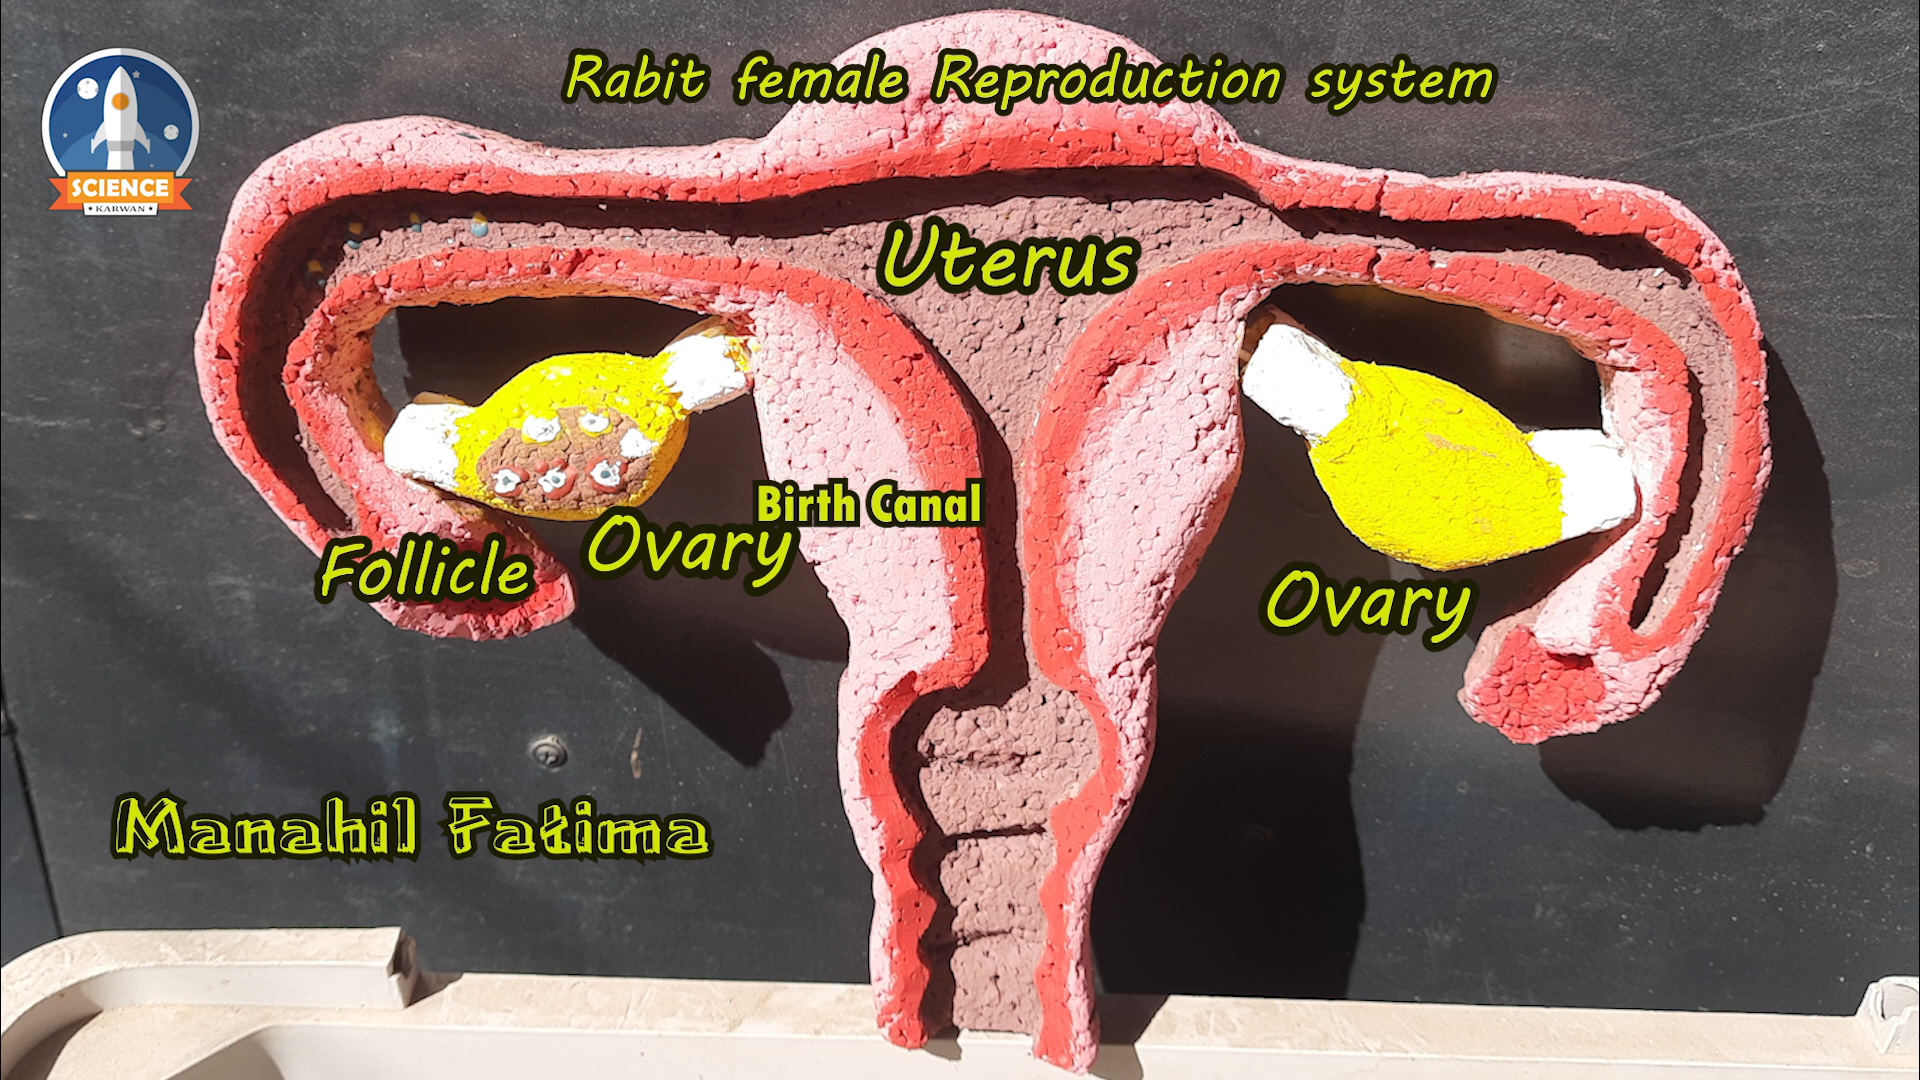 Rabit female Reproduction system
SCIENCE
KARWAN
Uterus
Birth Canal
Ovary
Follicle
Ovary
Manahil Fatima